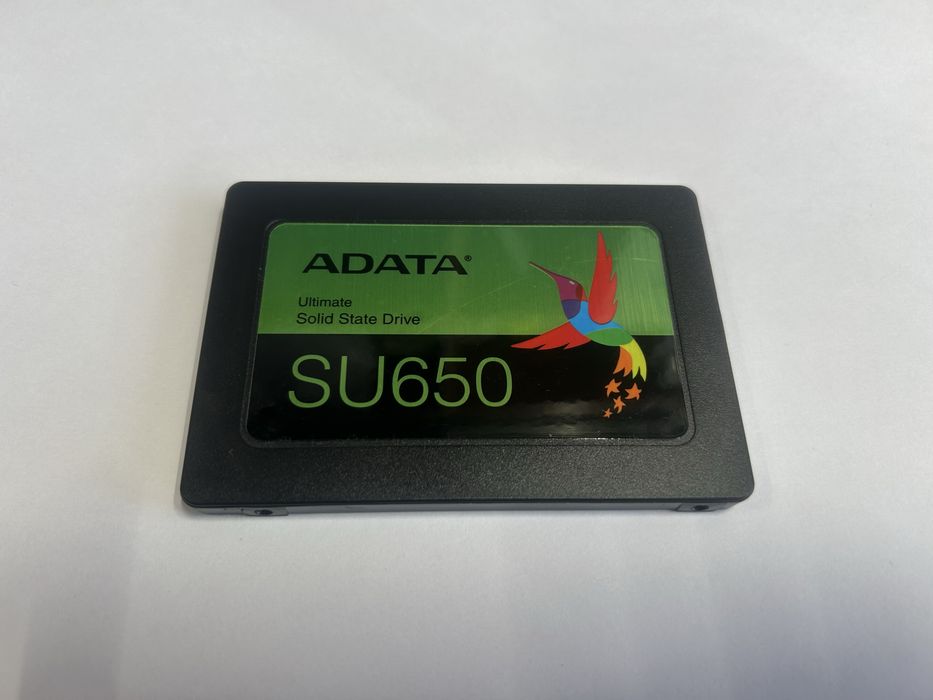 ADATA®
Ultimate
Solid State Drive
SU650